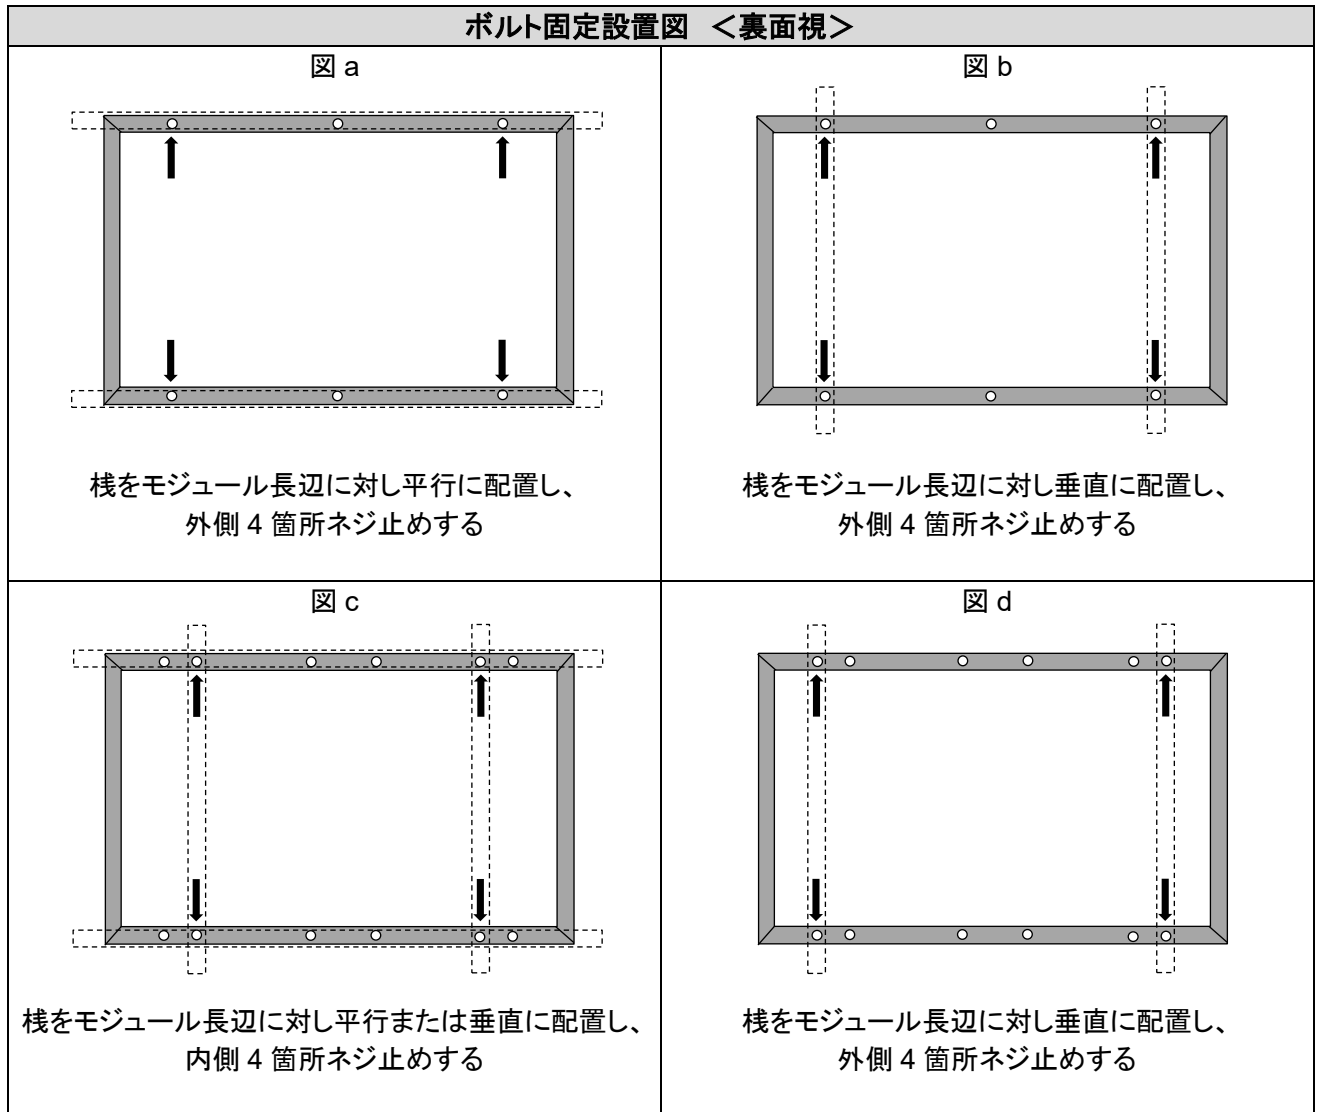 ボルト固定設置図 <裏面視>
図 a
栈をモジュール長辺に対し平行に配置し、
外側 4 箇所ネジ止めする
図 b
栈をモジュール長辺に対し垂直に配置し、
外側 4 箇所ネジ止めする
図 c
栈をモジュール長辺に対し平行または垂直に配置し、
内側 4 箇所ネジ止めする
図 d
栈をモジュール長辺に対し垂直に配置し、
外側 4 箇所ネジ止めする